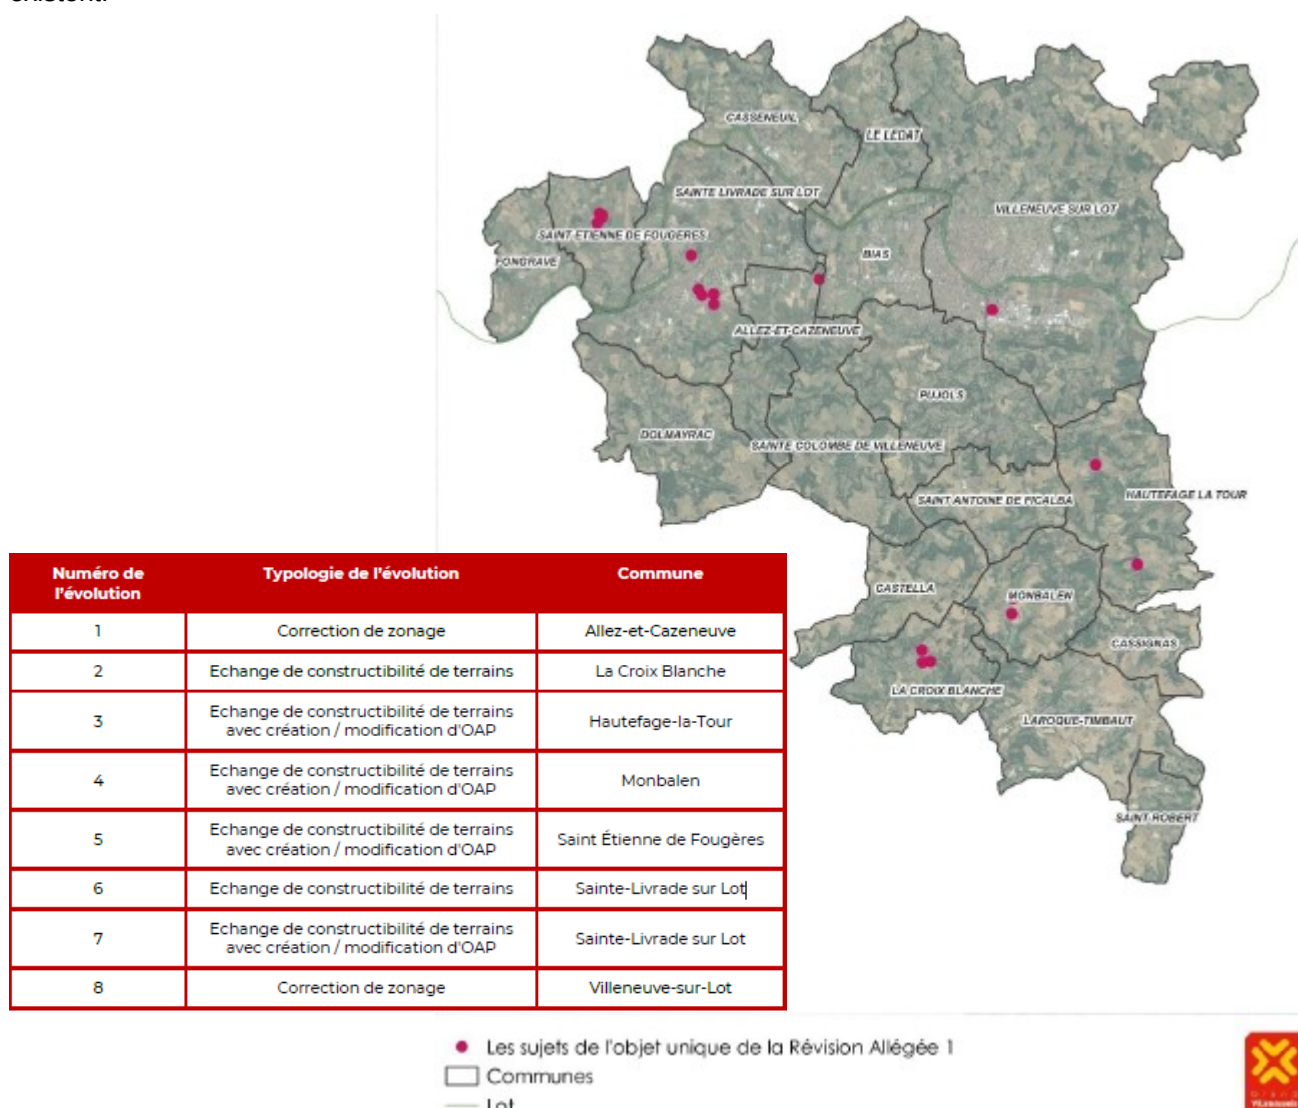 CASSENEUIL
LE LEDAT
SAINTE LIVRADE SUR LOT
VILLENEUVE SUR LOT
SAINT ETIENNE DE FOUGERES
BIAS
FONGRAVE
ALLEZ-ET-CAZENEUVE
PUJOLS
DOLMAYRAC
SAINTE COLOMBE DE VILLENEUVE
SAINT ANTOINE DE FICALBA
HAUTEFAGE LA TOUR
CASTELLA
MONBALEN
CASSIGNAS
LA CROIX BLANCHE
LAROQUE-TIMBAUT
SAINT-ROBERT
Numéro de
l'évolution
Typologie de l'évolution
Commune
1 Correction de zonage Allez-et-Cazeneuve
2 Echange de constructibilité de terrains La Croix Blanche
3 Echange de constructibilité de terrains
avec création / modification d'OAP Hautefage-la-Tour
4 Echange de constructibilité de terrains
avec création / modification d'OAP Monbalen
5 Echange de constructibilité de terrains
avec création / modification d'OAP Saint Étienne de Fougères
6 Echange de constructibilité de terrains Sainte-Livrade sur Lot
7 Echange de constructibilité de terrains
avec création / modification d'OAP Sainte-Livrade sur Lot
8 Correction de zonage Villeneuve-sur-Lot
Les sujets de l'objet unique de la Révision Allégée 1
Communes
Lot